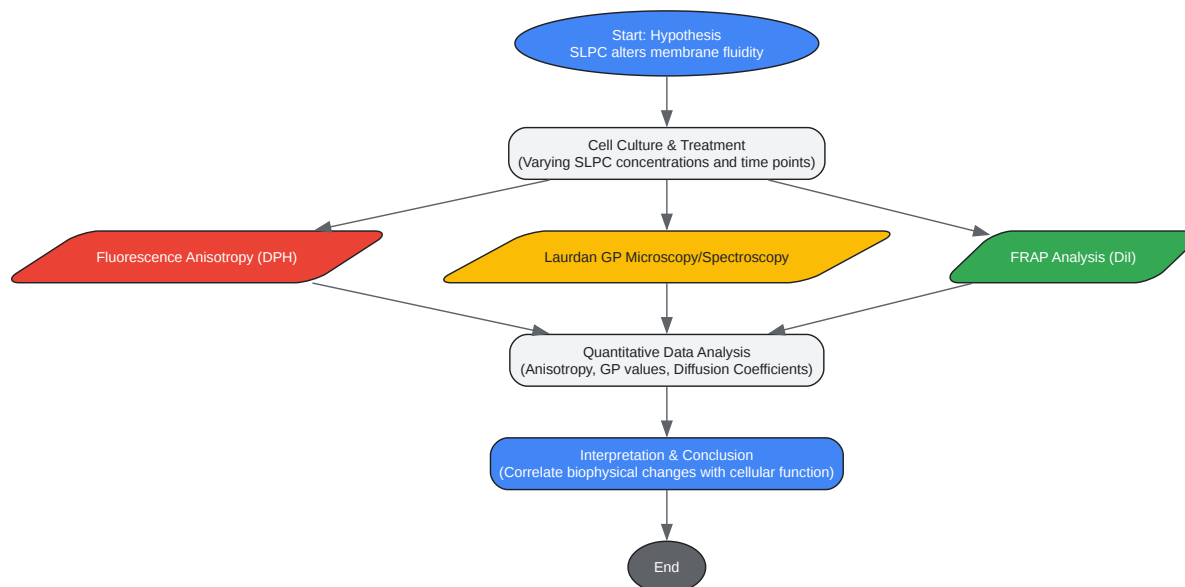 Start: Hypothesis
SLPC alters membrane fluidity
Cell Culture & Treatment
(Varying SLPC concentrations and time points)
Fluorescence Anisotropy (DPH)
Laurdan GP Microscopy/Spectroscopy
FRAP Analysis (DiI)
Quantitative Data Analysis
(Anisotropy, GP values, Diffusion Coefficients)
Interpretation & Conclusion
(Correlate biophysical changes with cellular function)
End